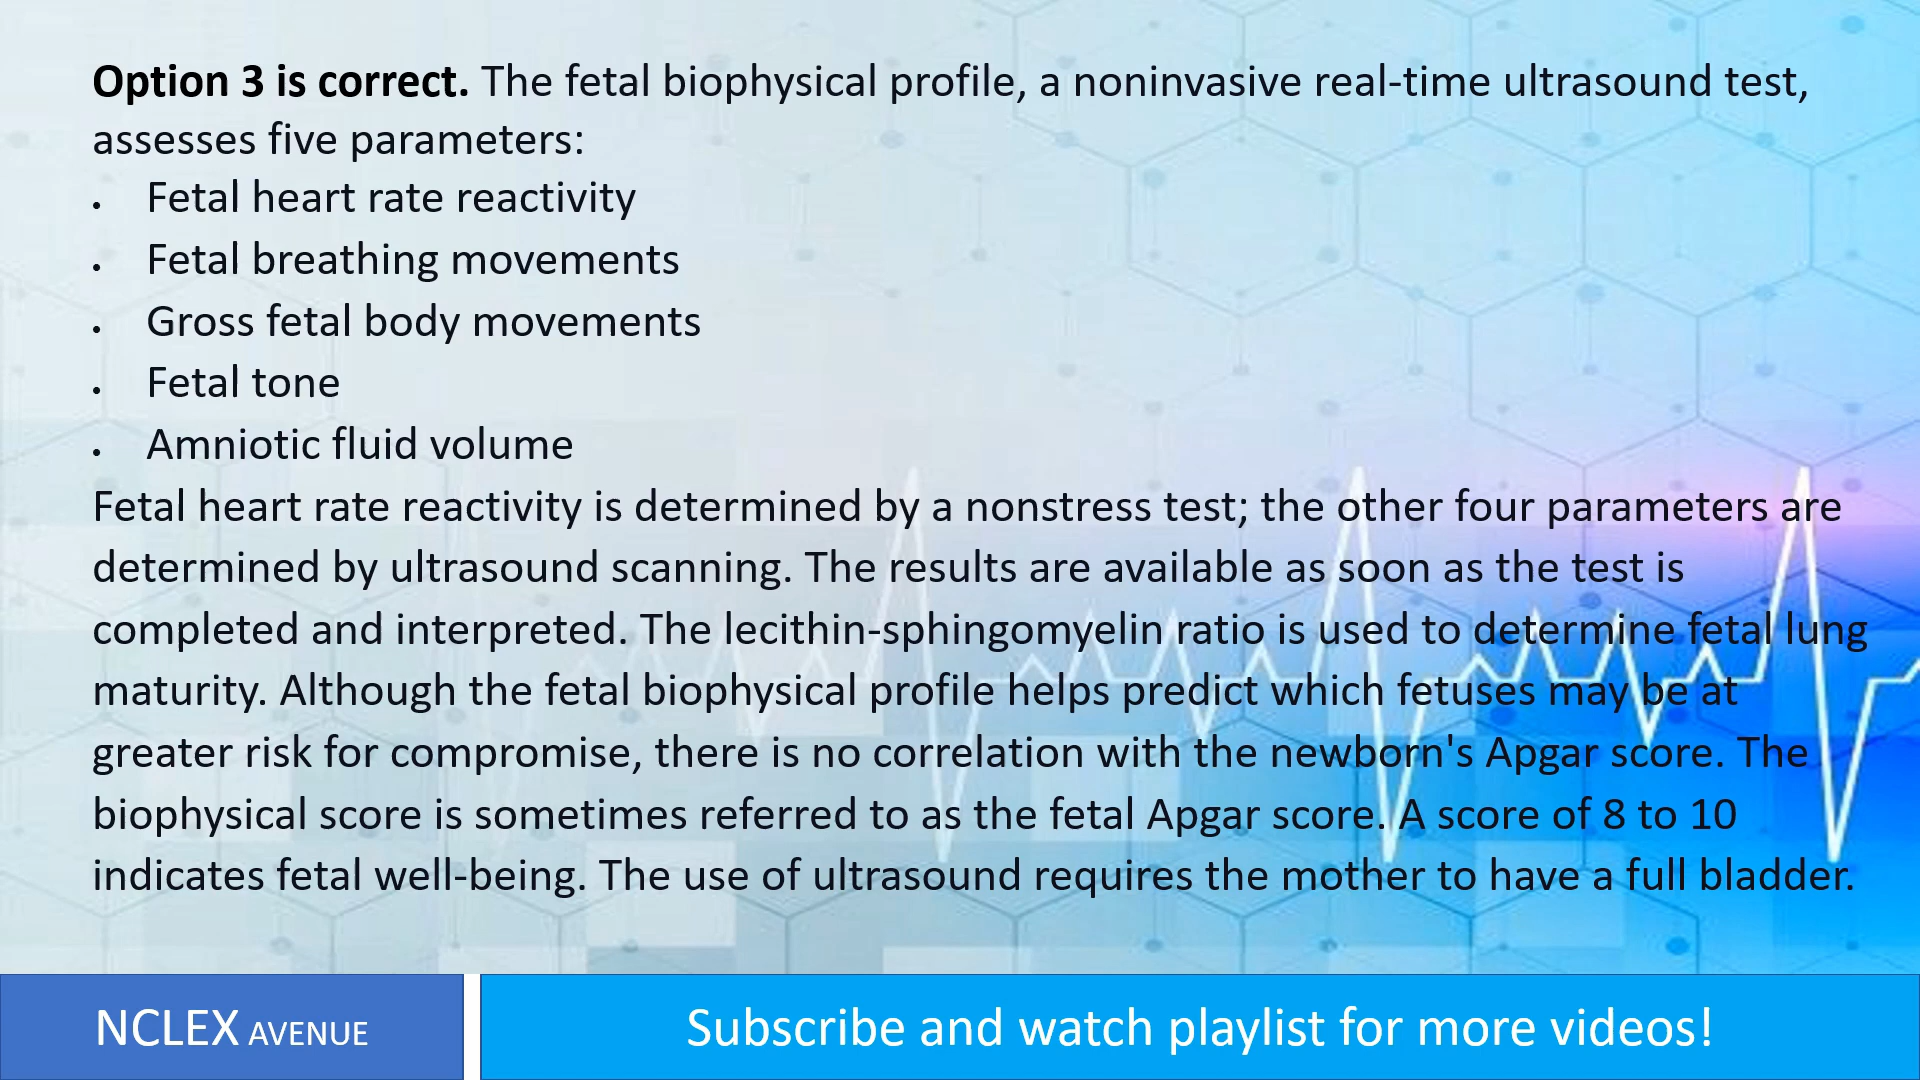 Option 3 is correct. The fetal biophysical profile, a noninvasive real-time ultrasound test,
assesses five parameters:
• Fetal heart rate reactivity
• Fetal breathing movements
• Gross fetal body movements
• Fetal tone
• Amniotic fluid volume
Fetal heart rate reactivity is determined by a nonstress test; the other four parameters are
determined by ultrasound scanning. The results are available as soon as the test is
completed and interpreted. The lecithin-sphingomyelin ratio is used to determine fetal lung
maturity. Although the fetal biophysical profile helps predict which fetuses may be at
greater risk for compromise, there is no correlation with the newborn's Apgar score. The
biophysical score is sometimes referred to as the fetal Apgar score. A score of 8 to 10
indicates fetal well-being. The use of ultrasound requires the mother to have a full bladder.
NCLEX AVENUE
Subscribe and watch playlist for more videos!